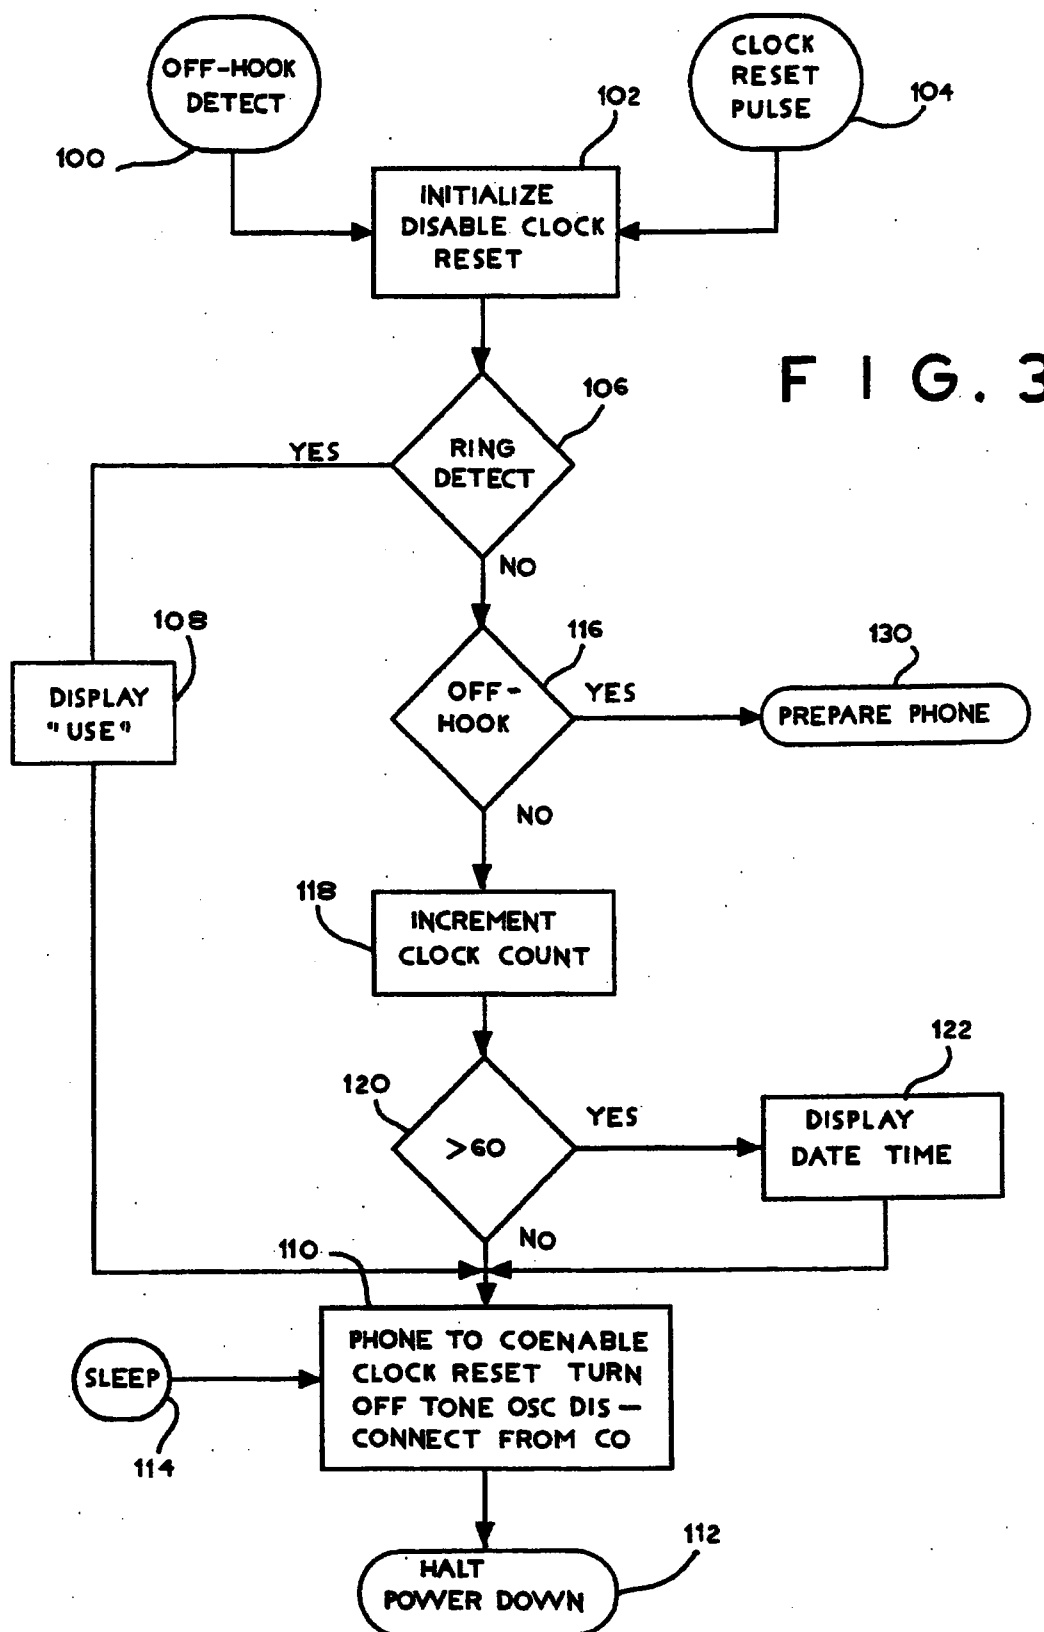 OFF-HOOK
DETECT
100
CLOCK
RESET
PULSE
104
102
INITIALIZE
DISABLE CLOCK
RESET
F I G. 3
106
RING
DETECT
YES
NO
108
DISPLAY
"USE"
116
OFF-
HOOK
YES
NO
130
PREPARE PHONE
118
INCREMENT
CLOCK COUNT
120
>60
YES
NO
122
DISPLAY
DATE TIME
110
PHONE TO COENABLE
CLOCK RESET TURN
OFF TONE OSC DIS-
CONNECT FROM CO
SLEEP
114
112
HALT
POWER DOWN